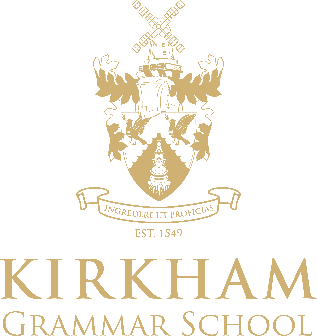 INGREDERE UT PROFICIAS
EST. 1549
KIRKHAM
GRAMMAR SCHOOL